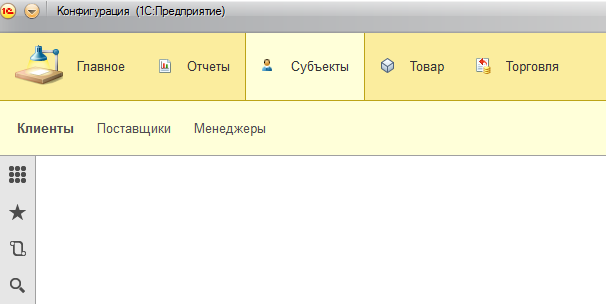 Конфигурация (1С:Предприятие)
Главное Отчеты Субъекты Товар Торговля
Клиенты Поставщики Менеджеры